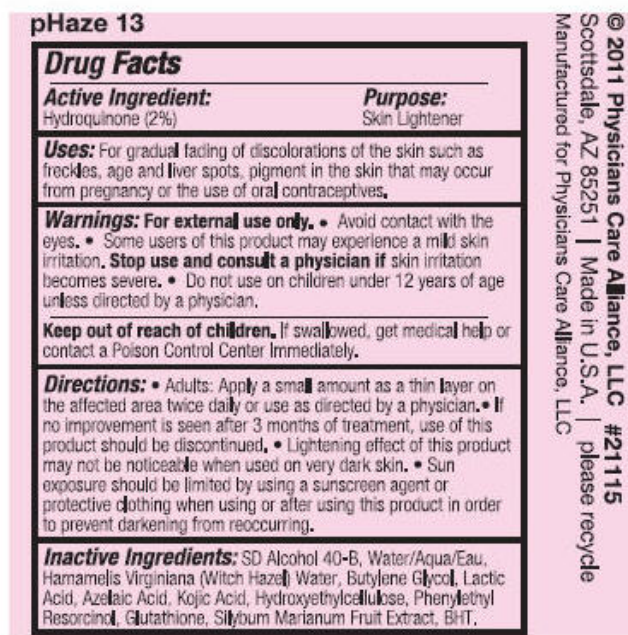 pHaze 13
Drug Facts
Active Ingredient: Purpose:
Hydroquinone (2%) Skin Lightener
Uses: For gradual fading of discolorations of the skin such as
freckles, age and liver spots, pigment in the skin that may occur
from pregnancy or the use of oral contraceptives.
Warnings: For external use only. • Avoid contact with the
eyes. • Some users of this product may experience a mild skin
irritation. Stop use and consult a physician if skin irritation
becomes severe. • Do not use on children under 12 years of age
unless directed by a physician.
Keep out of reach of children. If swallowed, get medical help or
contact a Poison Control Center Immediately.
Directions: • Adults: Apply a small amount as a thin layer on
the affected area twice daily or use as directed by a physician. • If
no improvement is seen after 3 months of treatment, use of this
product should be discontinued. • Lightening effect of this product
may not be noticeable when used on very dark skin. • Sun
exposure should be limited by using a sunscreen agent or
protective clothing when using or after using this product in order
to prevent darkening from reoccurring.
Inactive Ingredients: SD Alcohol 40-B, Water/Aqua/Eau,
Hamamelis Virginiana (Witch Hazel) Water, Butylene Glycol, Lactic
Acid, Azelaic Acid, Kojic Acid, Hydroxyethylcellulose, Phenylethyl
Resorcinol, Glutathione, Silybum Marianum Fruit Extract, BHT.
© 2011 Physicians Care Alliance, LLC #21115
Scottsdale, AZ 85251 | Made in U.S.A. | please recycle
Manufactured for Physicians Care Alliance, LLC